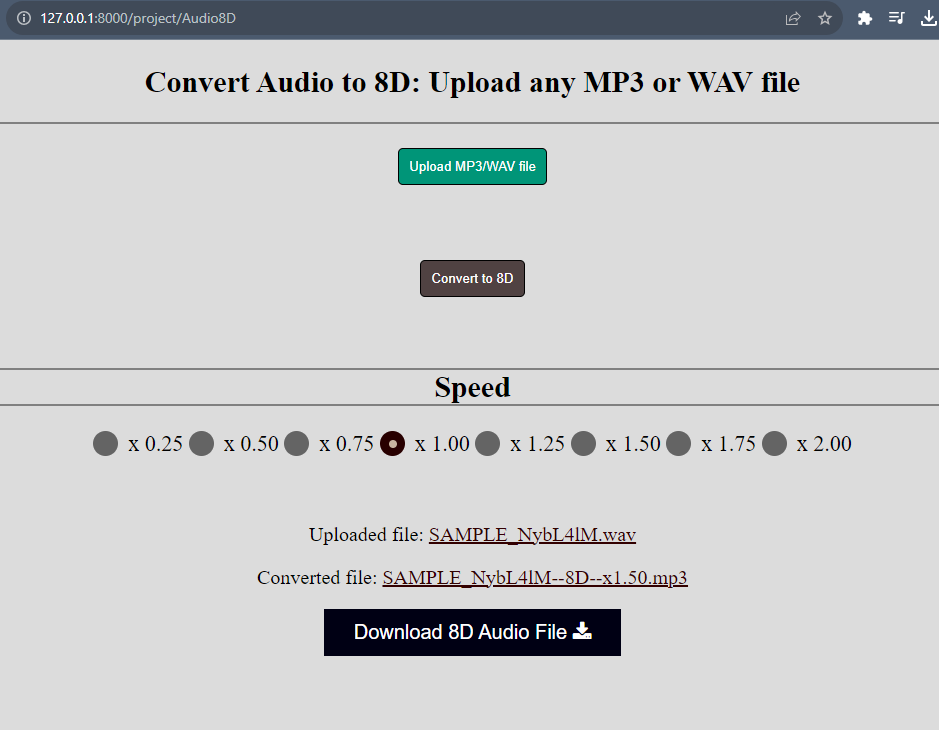 127.0.0.1:8000/project/Audio8D
Convert Audio to 8D: Upload any MP3 or WAV file
Upload MP3/WAV file
Convert to 8D
Speed
x 0.25 x 0.50 x 0.75 x 1.00 x 1.25 x 1.50 x 1.75 x 2.00
Uploaded file: SAMPLE_NybL4lM.wav
Converted file: SAMPLE_NybL4lM--8D--x1.50.mp3
Download 8D Audio File